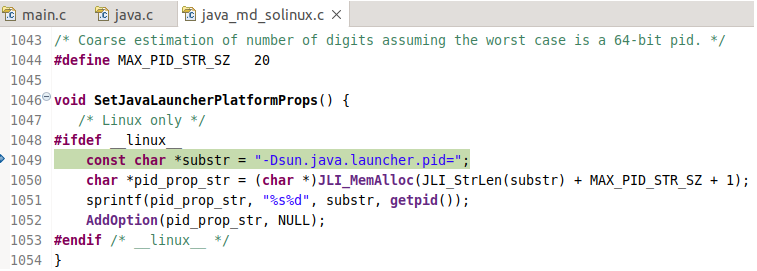 main.c java.c java_md_solinux.c
1043 /* Coarse estimation of number of digits assuming the worst case is a 64-bit pid. */
1044 #define MAX_PID_STR_SZ   20
1045
1046 void SetJavaLauncherPlatformProps() {
1047    /* Linux only */
1048 #ifdef __linux__
1049     const char *substr = "-Dsun.java.launcher.pid=";
1050     char *pid_prop_str = (char *)JLI_MemAlloc(JLI_StrLen(substr) + MAX_PID_STR_SZ + 1);
1051     sprintf(pid_prop_str, "%s%d", substr, getpid());
1052     AddOption(pid_prop_str, NULL);
1053 #endif /* __linux__ */
1054 }